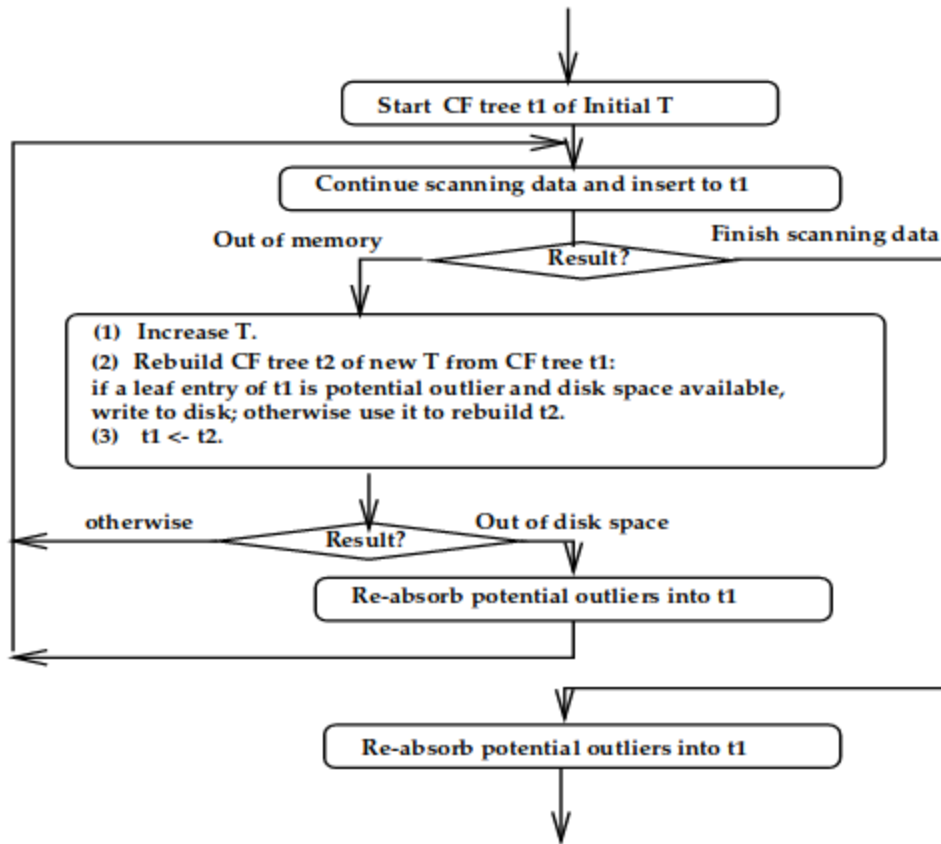 Start CF tree t1 of Initial T
Continue scanning data and insert to t1
Out of memory
Finish scanning data
Result?
(1) Increase T.
(2) Rebuild CF tree t2 of new T from CF tree t1:
if a leaf entry of t1 is potential outlier and disk space available,
write to disk; otherwise use it to rebuild t2.
(3) t1 <- t2.
otherwise
Out of disk space
Result?
Re-absorb potential outliers into t1
Re-absorb potential outliers into t1